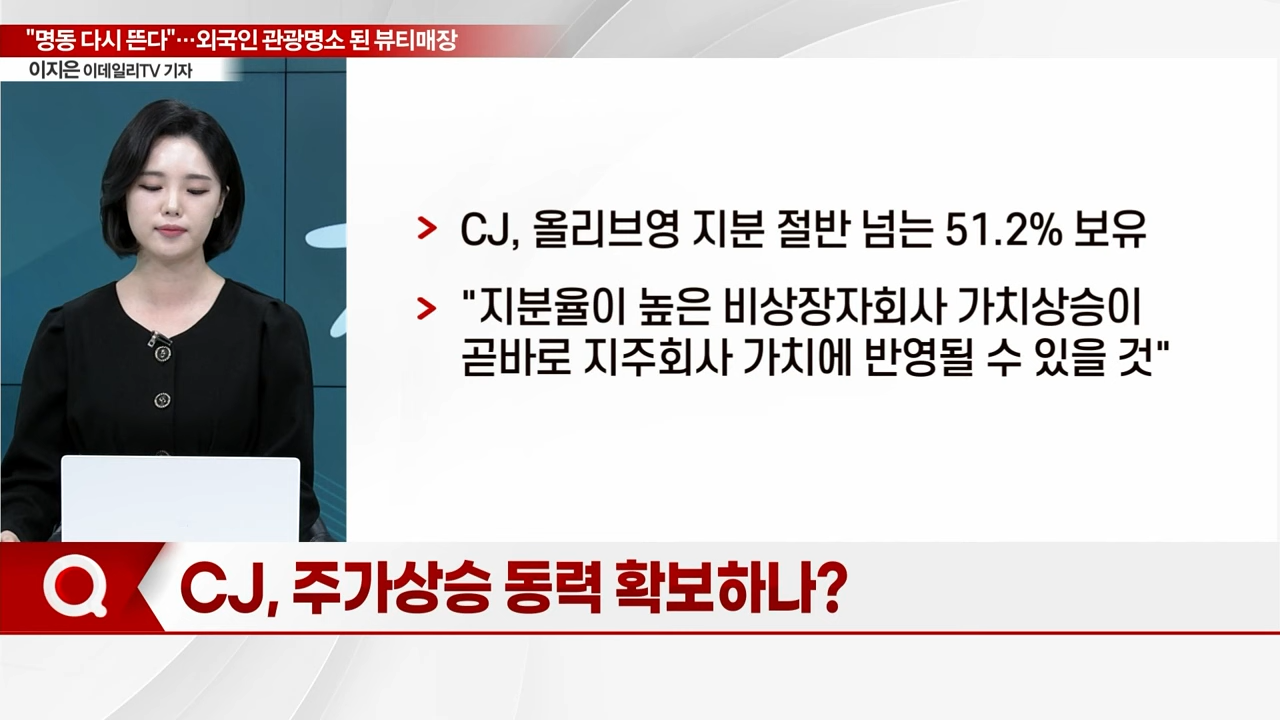 "명동 다시 뜬다"…외국인 관광명소 된 뷰티매장
이지은 이데일리TV 기자
> CJ, 올리브영 지분 절반 넘는 51.2% 보유
> "지분율이 높은 비상장자회사 가치상승이
곧바로 지주회사 가치에 반영될 수 있을 것"
Q CJ, 주가상승 동력 확보하나?